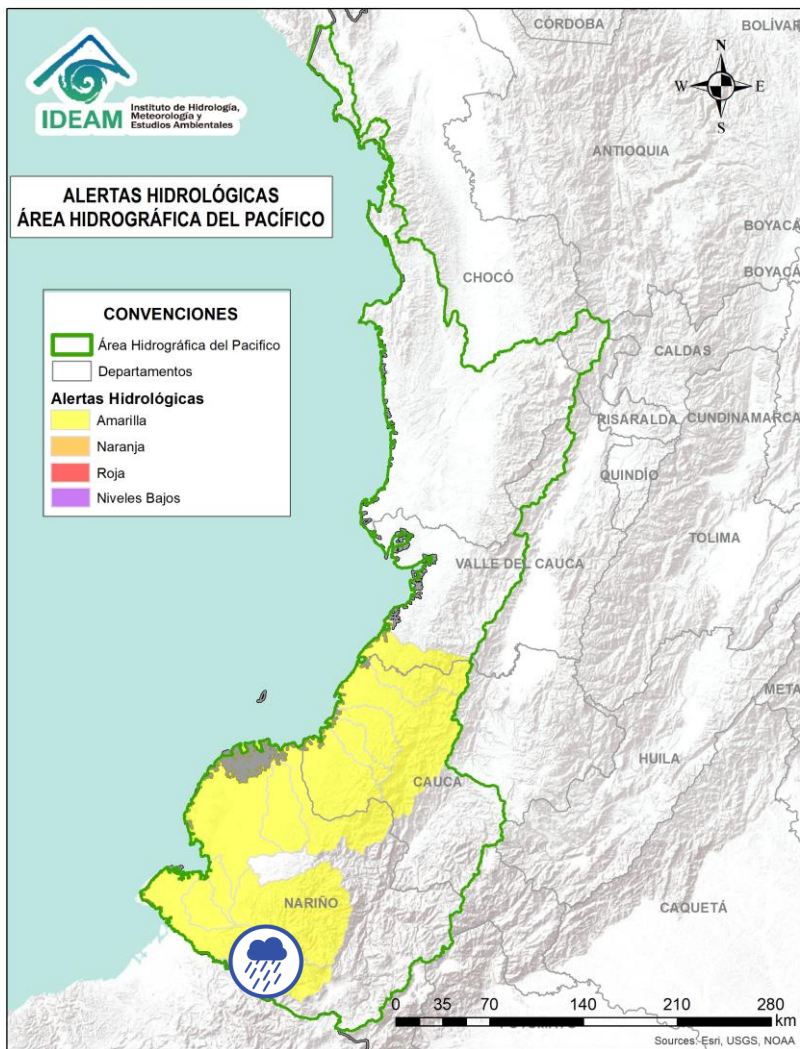 IDEAM
Instituto de Hidrología,
Meteorología y
Estudios Ambientales
CÓRDOBA
BOLÍVAR
N
W
E
S
ALERTAS HIDROLÓGICAS
ÁREA HIDROGRÁFICA DEL PACÍFICO
ANTIOQUIA
BOYACÁ
CHOCÓ
BOYACÁ
CONVENCIONES
Área Hidrográfica del Pacifico
Departamentos
Alertas Hidrológicas
Amarilla
Naranja
Roja
Niveles Bajos
CALDAS
RISARALDA
CUNDINAMARCA
QUINDÍO
TOLIMA
VALLE DEL CAUCA
META
HUILA
CAUCA
NARIÑO
CAQUETÁ
0 35 70 140 210 280
km
Sources: Esri, USGS, NOAA